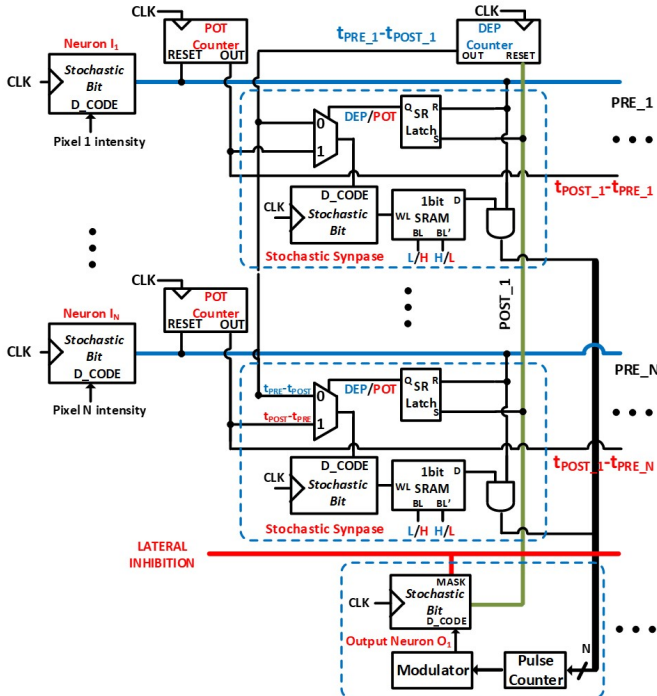 CLK
POT
Counter
RESET OUT
CLK
DEP
Counter
OUT RESET
tPRE_1-tPOST_1
Neuron I1
CLK
Stochastic
Bit
D_CODE
Pixel 1 intensity
PRE_1
0
1
DEP/POT
Q R
SR
Latch
S
tPOST_1-tPRE_1
CLK
D_CODE
Stochastic
Bit
1bit D
WL SRAM
BL BL'
L/H H/L
Stochastic Synpase
POST_1
CLK
POT
Counter
RESET OUT
Neuron IN
CLK
Stochastic
Bit
D_CODE
Pixel N intensity
PRE_N
tPRE-tPOST
0
tPOST-tPRE
1
DEP/POT
Q R
SR
Latch
S
tPOST_1-tPRE_N
CLK
D_CODE
Stochastic
Bit
1bit D
WL SRAM
BL BL'
L/H H/L
Stochastic Synpase
LATERAL
INHIBITION
CLK
MASK
Stochastic
Bit
D_CODE
Output Neuron O1
Modulator
Pulse
Counter
N